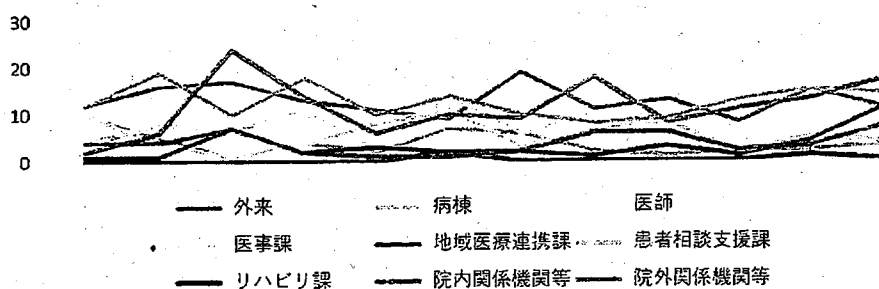 30
20
10
0
外来 病棟 医師
医事課 地域医療連携課 患者相談支援課
リハビリ課 院内関係機関等 院外関係機関等